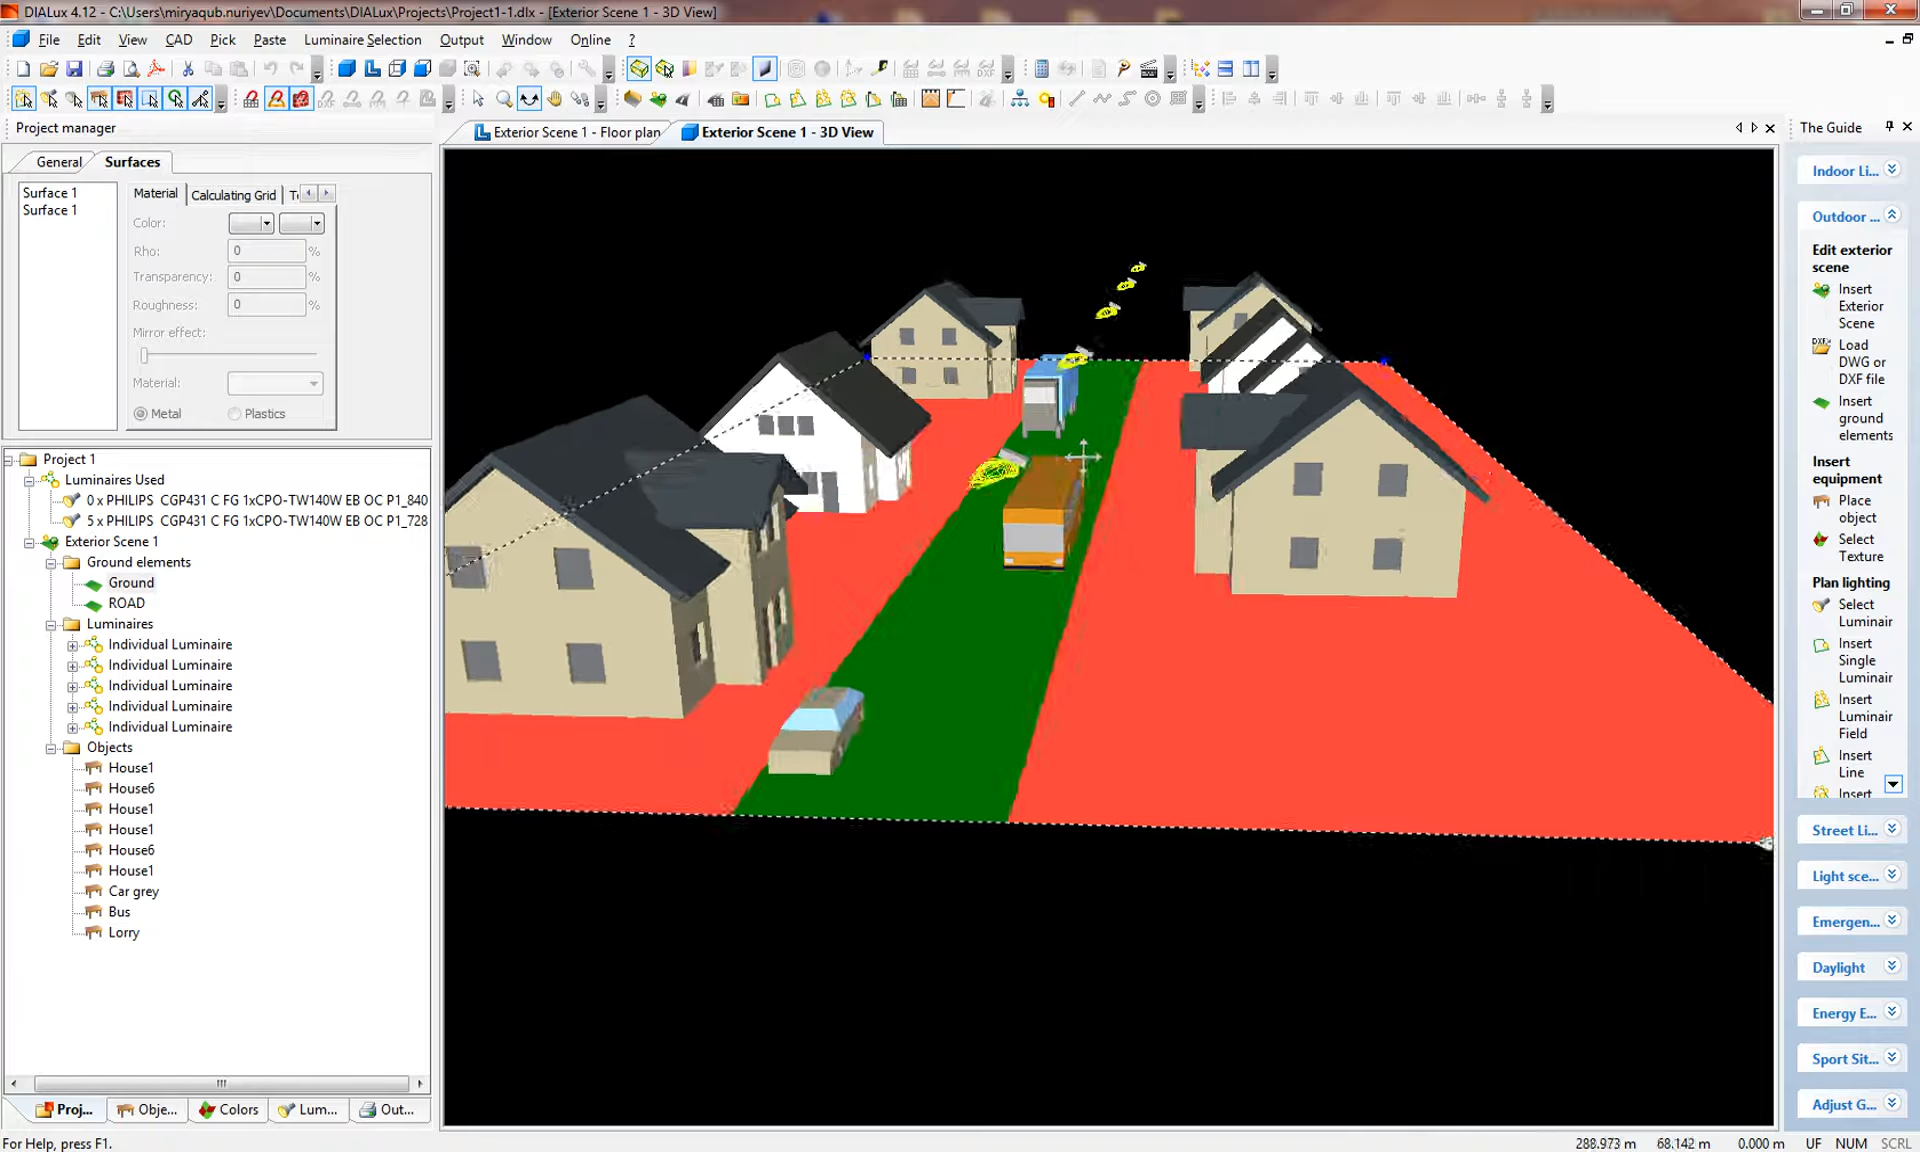 DIALux 4.12 - C:\Users\miryaqub.nuriyev\Documents\DIALux\Projects\Project1-1.dlx - [Exterior Scene 1 - 3D View]
File Edit View CAD Pick Paste Luminaire Selection Output Window Online ?
Project manager
General Surfaces
Surface 1
Surface 1
Material Calculating Grid
Color:
Rho: 0 %
Transparency: 0 %
Roughness: 0 %
Mirror effect:
Material:
Metal Plastics
Project 1
Luminaires Used
0 x PHILIPS CGP431 C FG 1xCPO-TW140W EB OC P1_840
5 x PHILIPS CGP431 C FG 1xCPO-TW140W EB OC P1_728
Exterior Scene 1
Ground elements
Ground
ROAD
Luminaires
Individual Luminaire
Individual Luminaire
Individual Luminaire
Individual Luminaire
Individual Luminaire
Objects
House1
House6
House1
House1
House6
House1
Car grey
Bus
Lorry
Proj... Obje... Colors Lum... Out...
For Help, press F1.
Exterior Scene 1 - Floor plan Exterior Scene 1 - 3D View
The Guide
Indoor Li...
Outdoor ...
Edit exterior
scene
Insert
Exterior
Scene
Load
DWG or
DXF file
Insert
ground
elements
Insert
equipment
Place
object
Select
Texture
Plan lighting
Select
Luminair
Insert
Single
Luminair
Insert
Luminair
Field
Insert
Line
Insert
Street Li...
Light sce...
Emergen...
Daylight
Energy E...
Sport Sit...
Adjust G...
288.973 m 68.142 m 0.000 m UF NUM SCRL